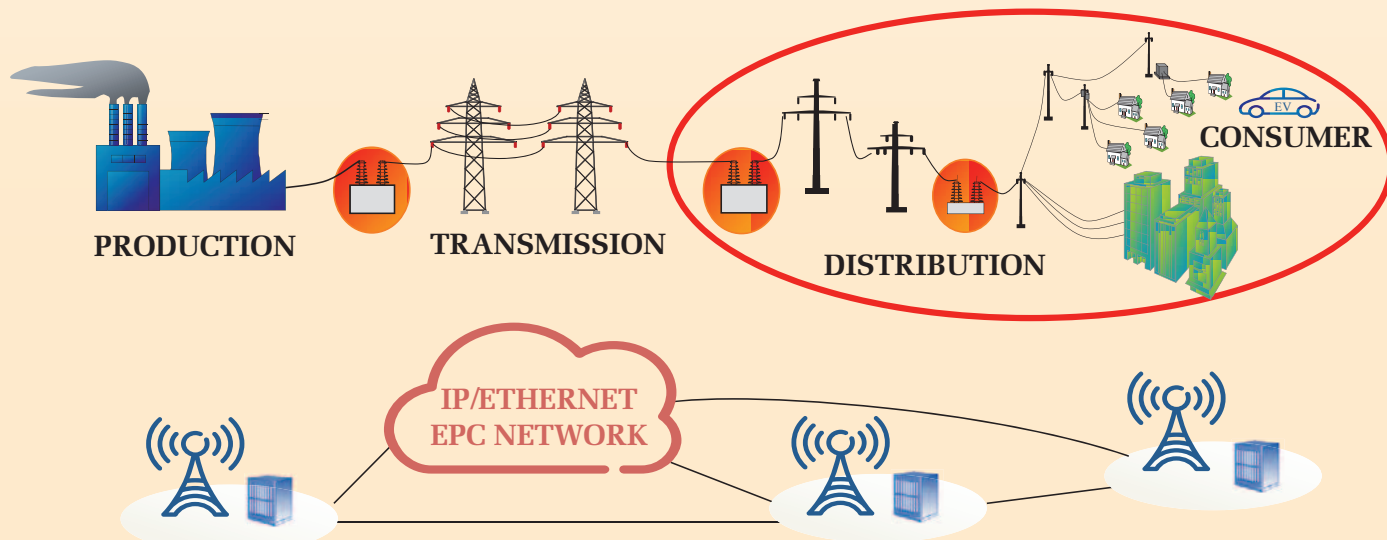 EV
CONSUMER
PRODUCTION
TRANSMISSION
DISTRIBUTION
IP/ETHERNET
EPC NETWORK